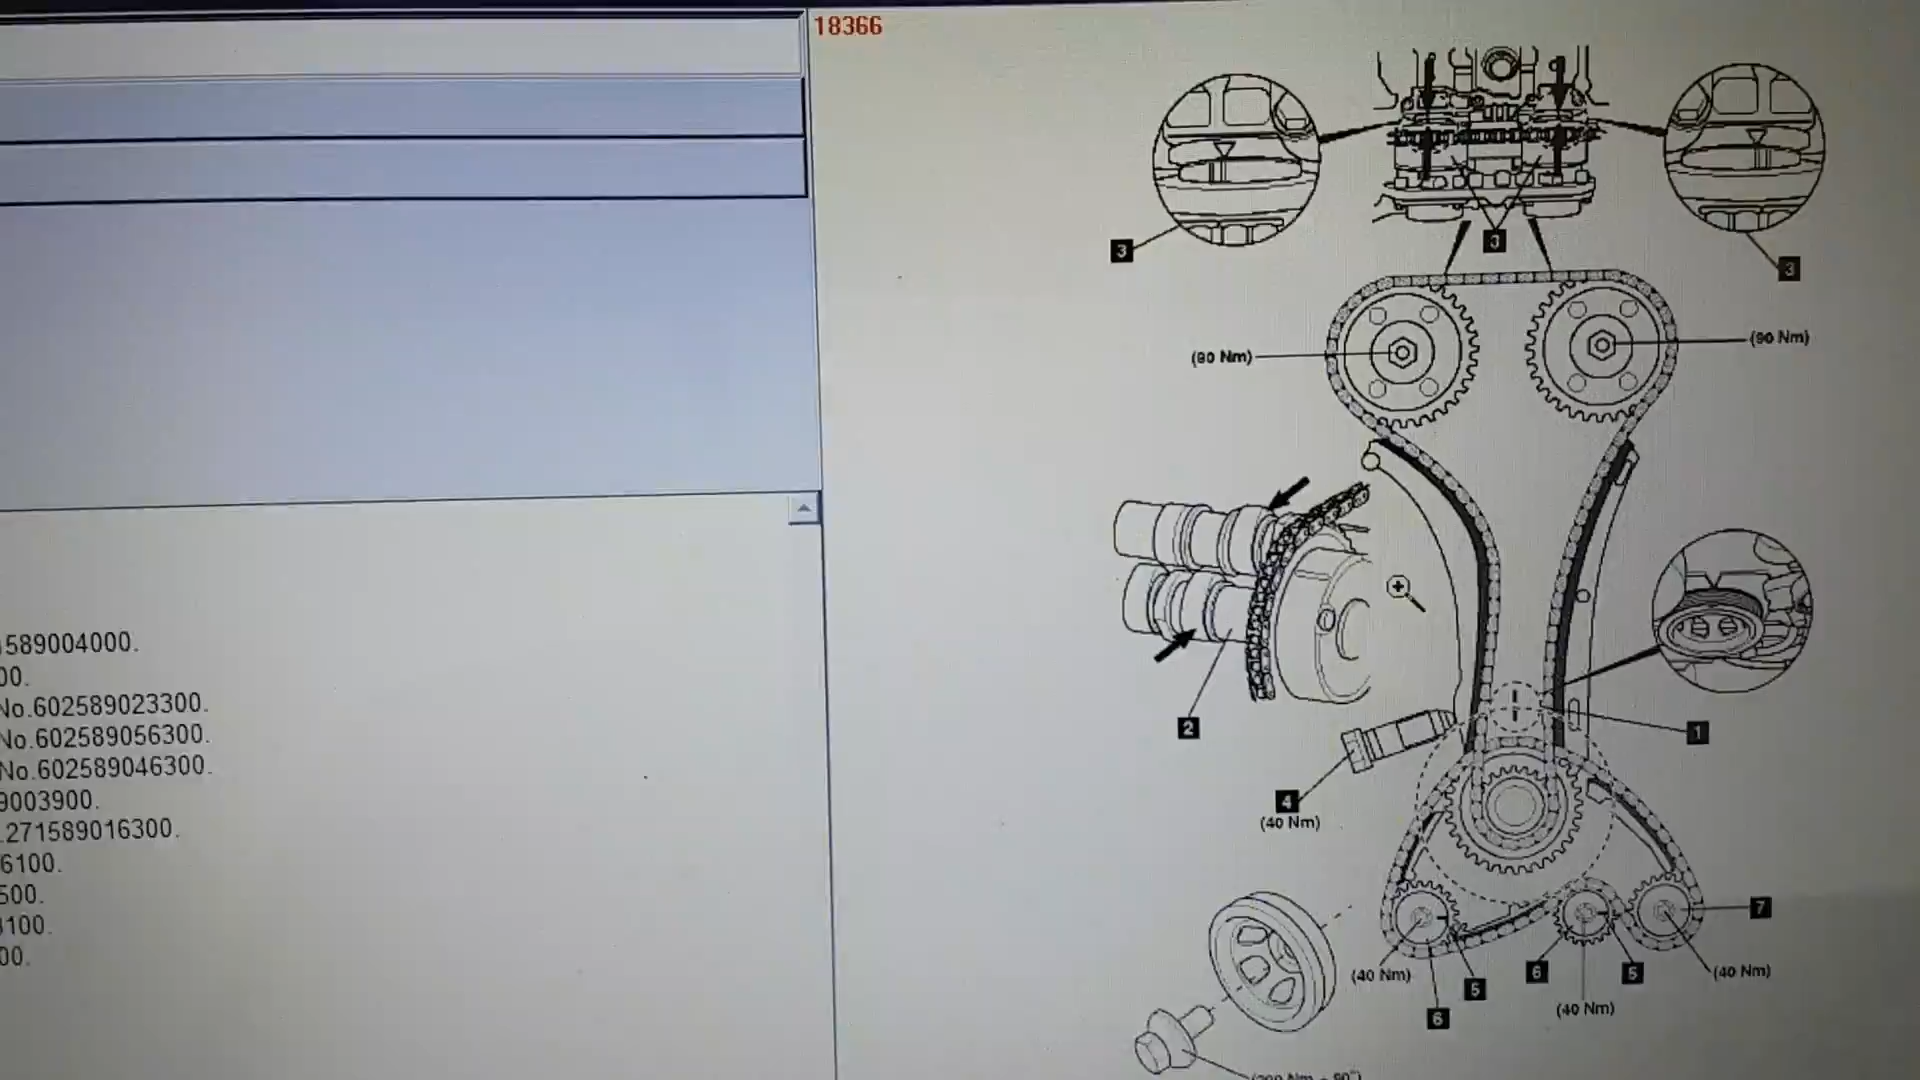 18366
3
3
3
(90 Nm)
(90 Nm)
2
1
4
(40 Nm)
7
(40 Nm)
5
6
6
5
(40 Nm)
(40 Nm)
589004000.
00.
No.602589023300.
No.602589056300.
No.602589046300.
9003900.
.271589016300.
6100.
500.
100.
00.